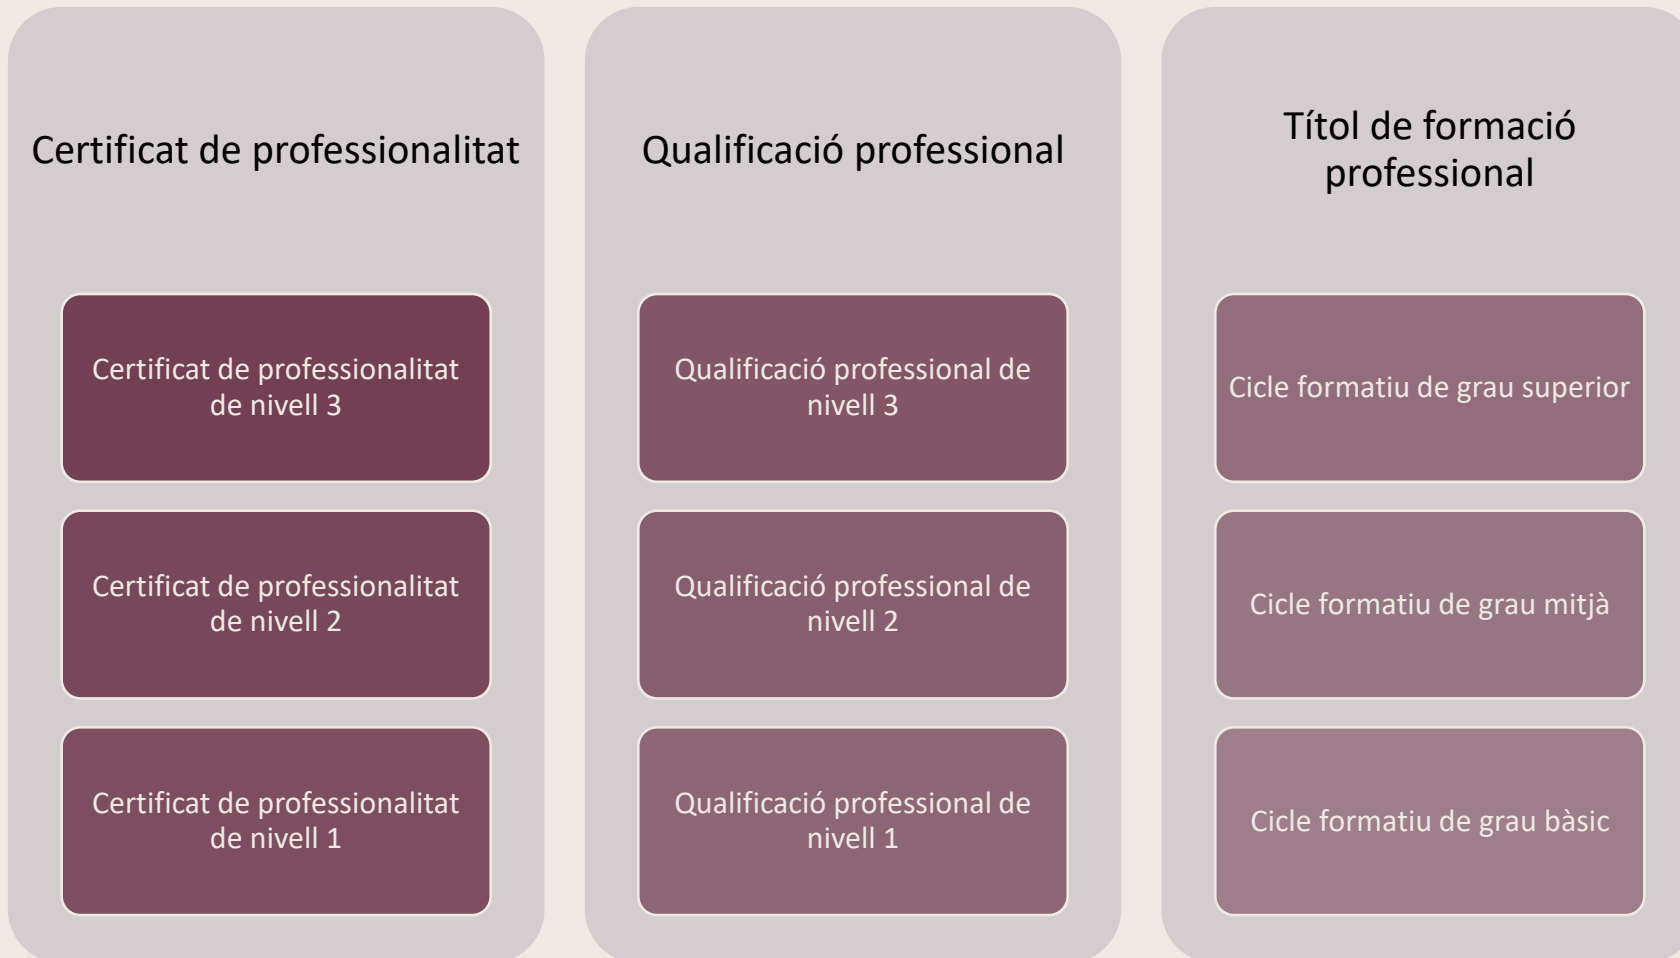 Certificat de professionalitat
Certificat de professionalitat
de nivell 3
Certificat de professionalitat
de nivell 2
Certificat de professionalitat
de nivell 1
Qualificació professional
Qualificació professional de
nivell 3
Qualificació professional de
nivell 2
Qualificació professional de
nivell 1
Títol de formació
professional
Cicle formatiu de grau superior
Cicle formatiu de grau mitjà
Cicle formatiu de grau bàsic